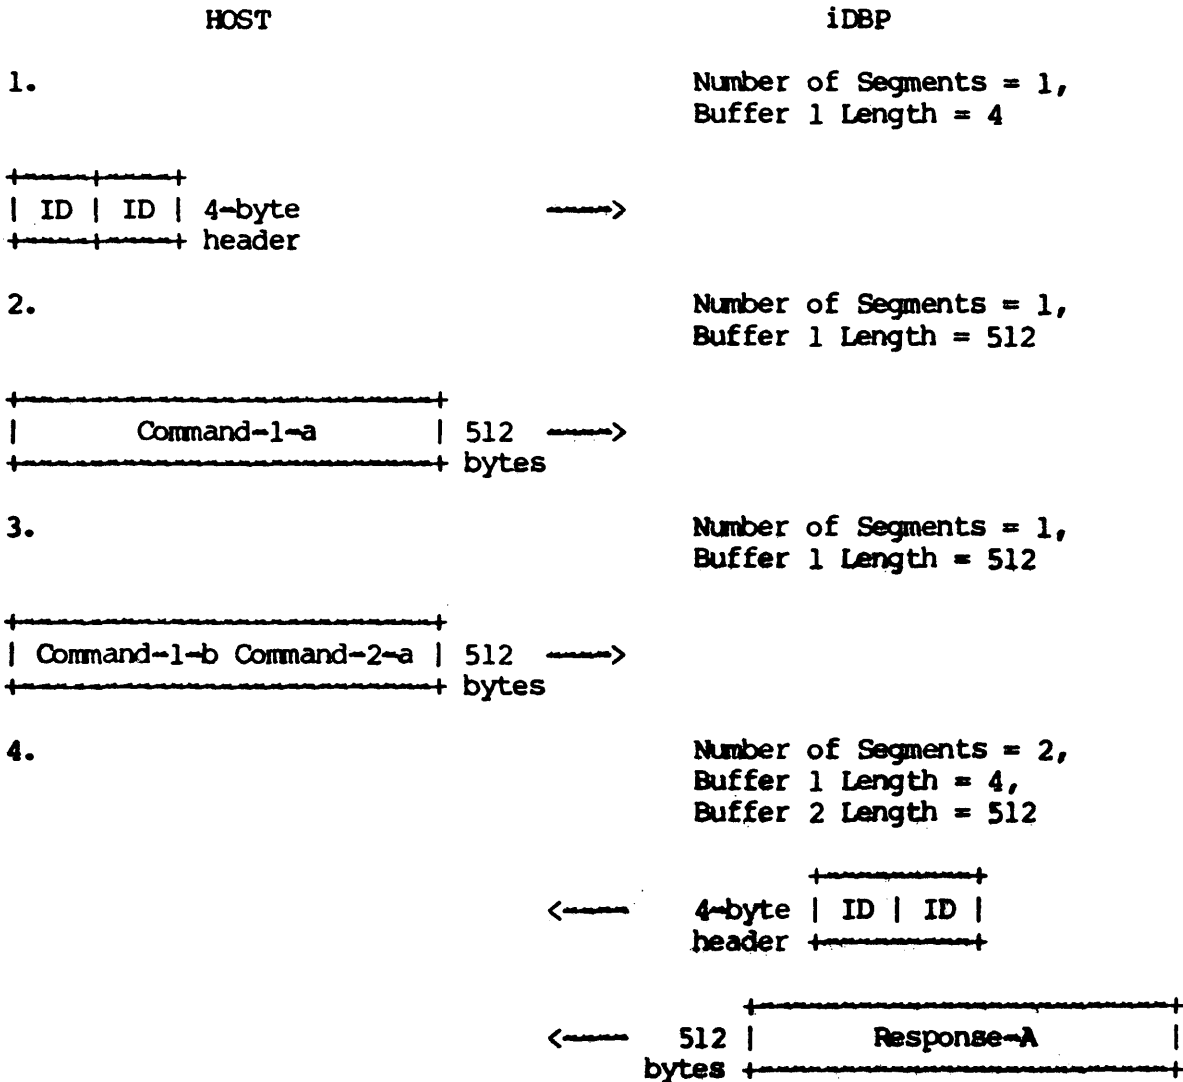 HOST iDBP
1. Number of Segments = 1,
Buffer 1 Length = 4
+-----+-----+
| ID | ID | 4-byte ---->
+-----+-----+ header
2. Number of Segments = 1,
Buffer 1 Length = 512
+---------------------------+
| Command-1-a | 512 ---->
+---------------------------+ bytes
3. Number of Segments = 1,
Buffer 1 Length = 512
+---------------------------+
| Command-1-b Command-2-a | 512 ---->
+---------------------------+ bytes
4. Number of Segments = 2,
Buffer 1 Length = 4,
Buffer 2 Length = 512
+----------+
<---- 4-byte | ID | ID |
header +----------+
+---------------------------+
<---- 512 | Response-A |
bytes +---------------------------+